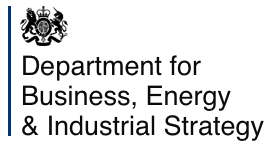 Department for
Business, Energy
& Industrial Strategy